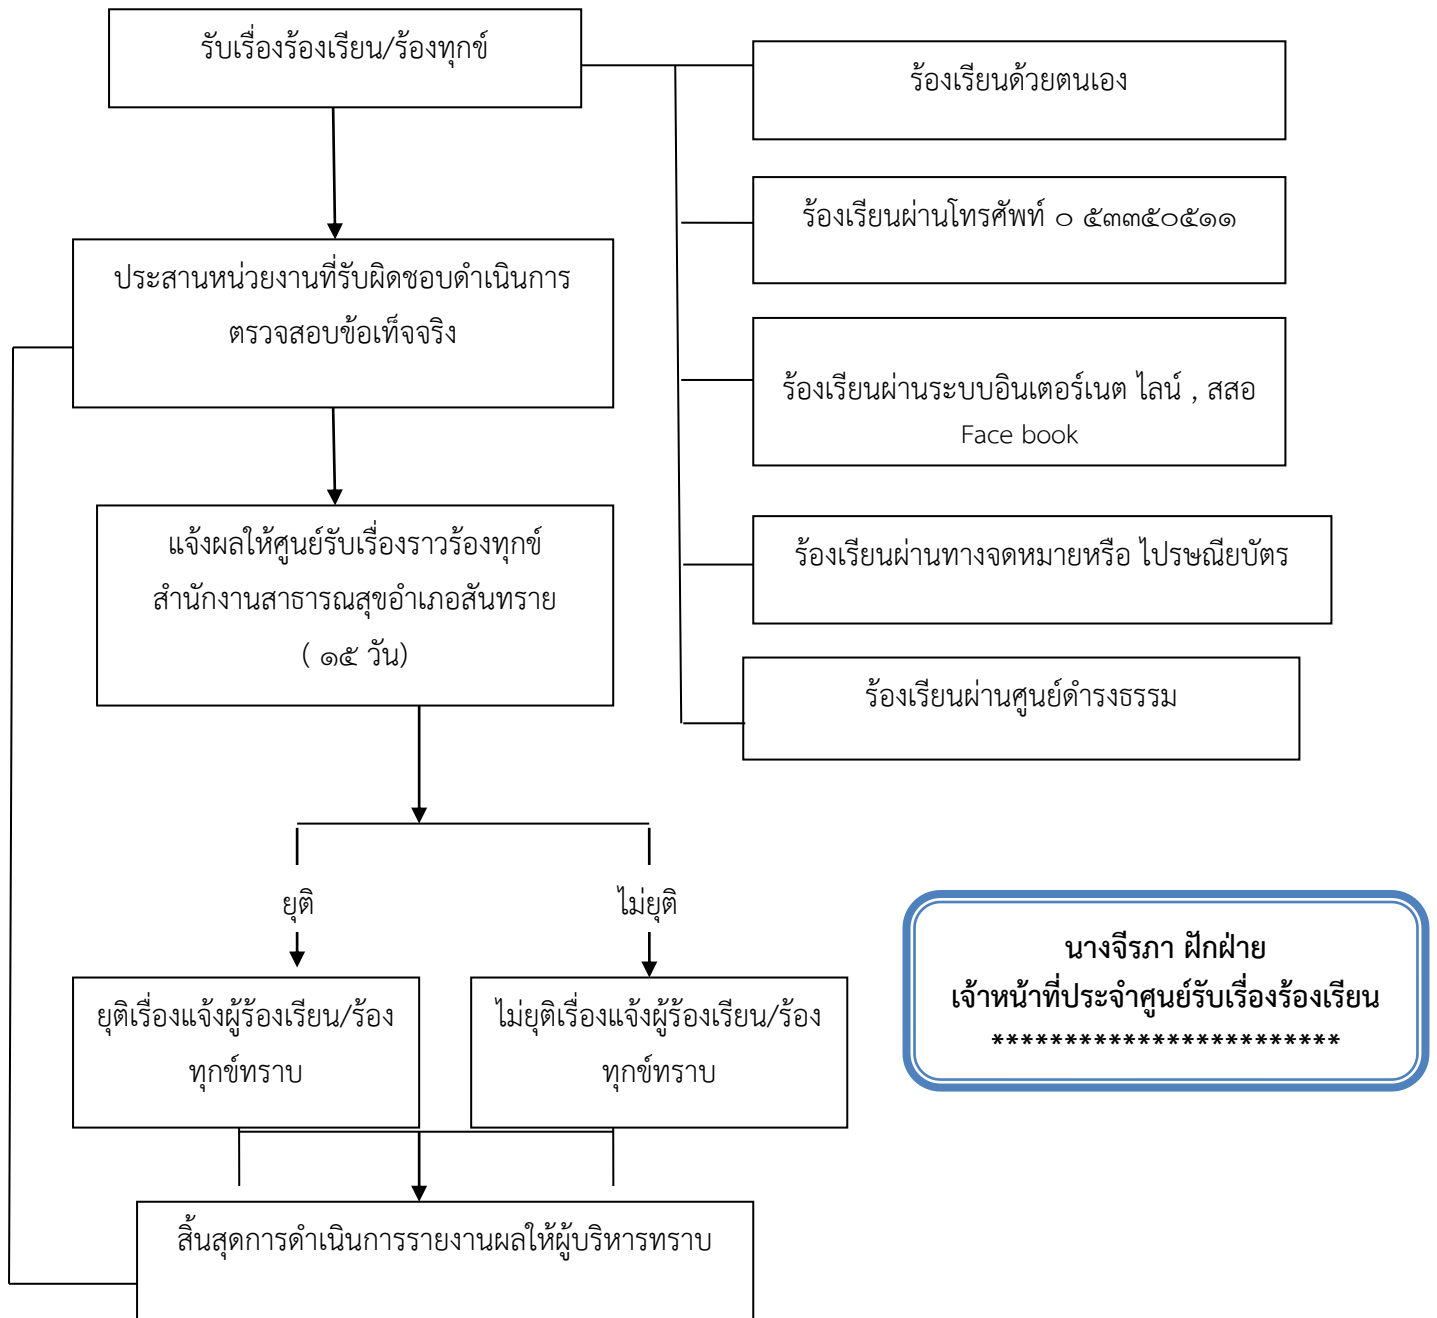 รับเรื่องร้องเรียน/ร้องทุกข์
ร้องเรียนด้วยตนเอง
ร้องเรียนผ่านโทรศัพท์ ๐ ๕๓๓๕๐๕๑๑
ประสานหน่วยงานที่รับผิดชอบดำเนินการ
ตรวจสอบข้อเท็จจริง
ร้องเรียนผ่านระบบอินเตอร์เนต ไลน์ , สสอ
Face book
แจ้งผลให้ศูนย์รับเรื่องราวร้องทุกข์
สำนักงานสาธารณสุขอำเภอสันทราย
( ๑๕ วัน)
ร้องเรียนผ่านทางจดหมายหรือ ไปรษณียบัตร
ร้องเรียนผ่านศูนย์ดำรงธรรม
ยุติ
ไม่ยุติ
ยุติเรื่องแจ้งผู้ร้องเรียน/ร้อง
ทุกข์ทราบ
ไม่ยุติเรื่องแจ้งผู้ร้องเรียน/ร้อง
ทุกข์ทราบ
นางจีรภา ฝักฝ่าย
เจ้าหน้าที่ประจำศูนย์รับเรื่องร้องเรียน
************************
สิ้นสุดการดำเนินการรายงานผลให้ผู้บริหารทราบ